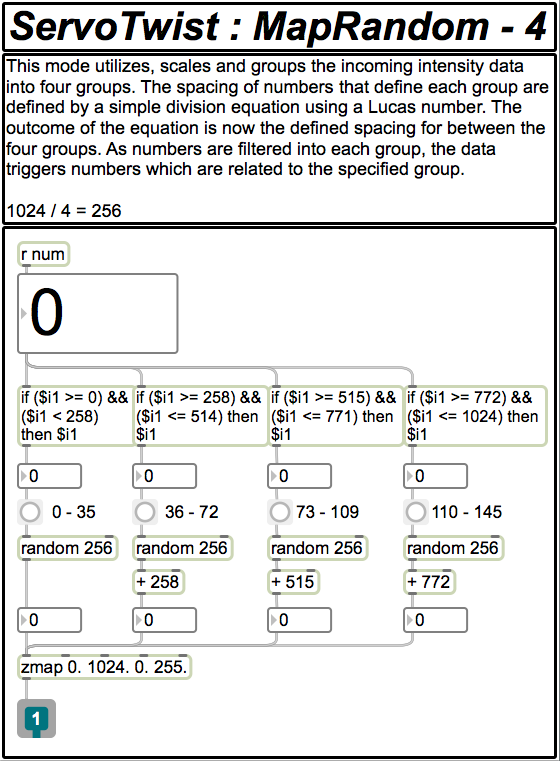 ServoTwist : MapRandom - 4
This mode utilizes, scales and groups the incoming intensity data
into four groups. The spacing of numbers that define each group are
defined by a simple division equation using a Lucas number. The
outcome of the equation is now the defined spacing for between the
four groups. As numbers are filtered into each group, the data
triggers numbers which are related to the specified group.
1024 / 4 = 256
r num
0
if ($i1 >= 0) &&
($i1 < 258)
then $i1
if ($i1 >= 258) &&
($i1 <= 514) then
$i1
if ($i1 >= 515) &&
($i1 <= 771) then
$i1
if ($i1 >= 772) &&
($i1 <= 1024) then
$i1
0
0
0
0
0 - 35
36 - 72
73 - 109
110 - 145
random 256
random 256
random 256
random 256
+ 258
+ 515
+ 772
0
0
0
0
zmap 0. 1024. 0. 255.
1